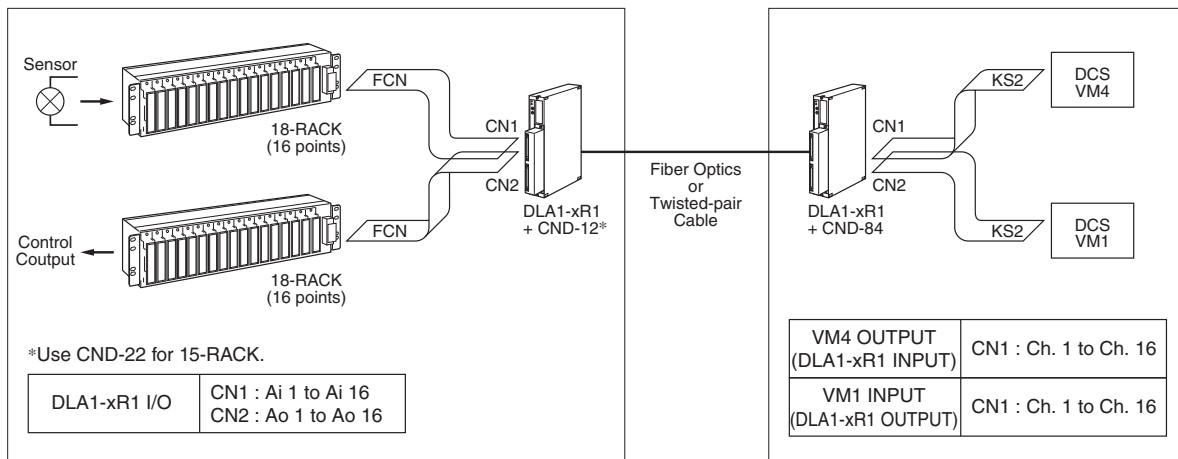 Sensor
FCN
18-RACK
(16 points)
CN1
CN2
DLA1-xR1
+ CND-12*
Control
Coutput
FCN
18-RACK
(16 points)
*Use CND-22 for 15-RACK.
DLA1-xR1 I/O
CN1 : Ai 1 to Ai 16
CN2 : Ao 1 to Ao 16
Fiber Optics
or
Twisted-pair
Cable
DLA1-xR1
+ CND-84
CN1
CN2
KS2
DCS
VM4
KS2
DCS
VM1
VM4 OUTPUT
(DLA1-xR1 INPUT)
CN1 : Ch. 1 to Ch. 16
VM1 INPUT
(DLA1-xR1 OUTPUT)
CN1 : Ch. 1 to Ch. 16